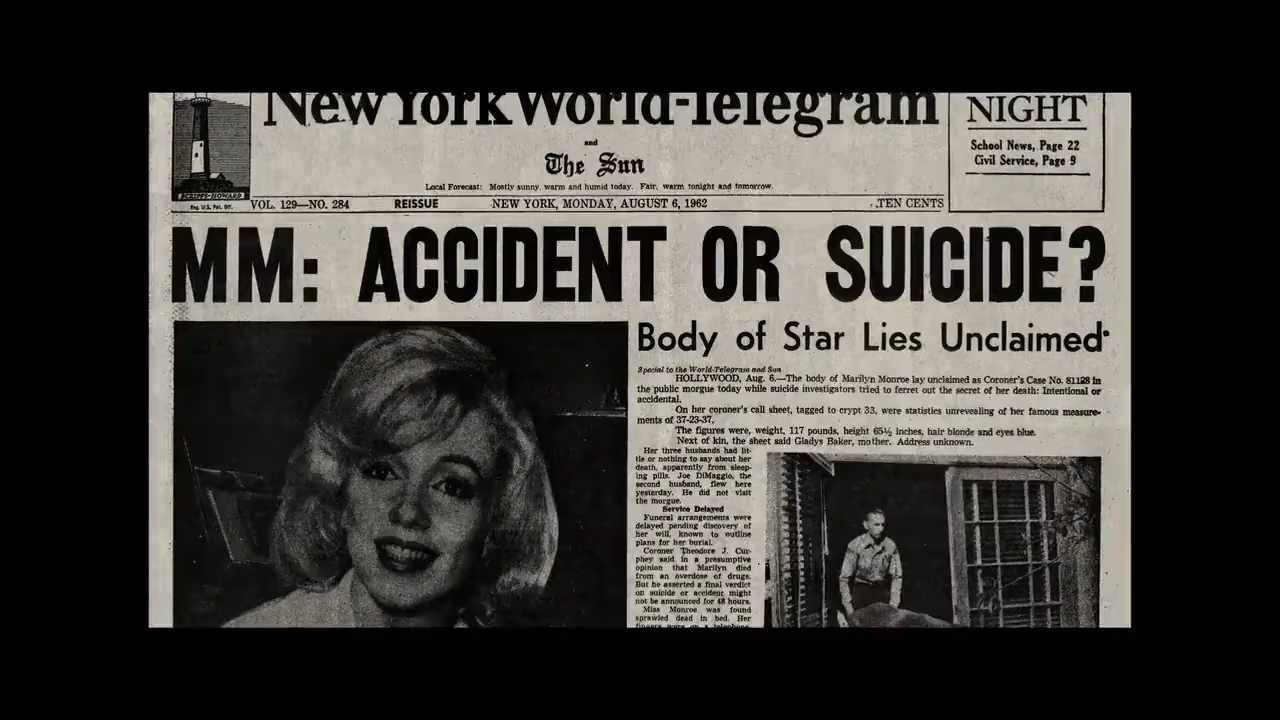 New York World-Telegram
and
The Sun
Local Forecast: Mostly sunny, warm and humid today. Fair, warm tonight and tomorrow.
NIGHT
School News, Page 22
Civil Service, Page 9
SCRIPPS-HOWARD
Reg. U.S. Pat. Off.
VOL. 129—NO. 284 REISSUE NEW YORK, MONDAY, AUGUST 6, 1962 TEN CENTS
MM: ACCIDENT OR SUICIDE?
Body of Star Lies Unclaimed
Special to the World-Telegram and Sun
HOLLYWOOD, Aug. 6.—The body of Marilyn Monroe lay unclaimed as Coroner's Case No. 81128 in
the public morgue today while suicide investigators tried to ferret out the secret of her death: Intentional or
accidental.
On her coroner's call sheet, tagged to crypt 33, were statistics unrevealing of her famous measure-
ments of 37-23-37.
The figures were, weight, 117 pounds, height 65½ inches, hair blonde and eyes blue.
Next of kin, the sheet said Gladys Baker, mother. Address unknown.
Her three husbands had lit-
tle or nothing to say about her
death, apparently from sleep-
ing pills. Joe DiMaggio, the
second husband, flew here
yesterday. He did not visit
the morgue.
Service Delayed
Funeral arrangements were
delayed pending discovery of
her will, known to outline
plans for her burial.
Coroner Theodore J. Cur-
phey said in a presumptive
opinion that Marilyn died
from an overdose of drugs.
But he asserted a final verdict
on suicide or accident might
not be announced for 48 hours.
Miss Monroe was found
sprawled dead in bed. Her
fingers were on a telephone